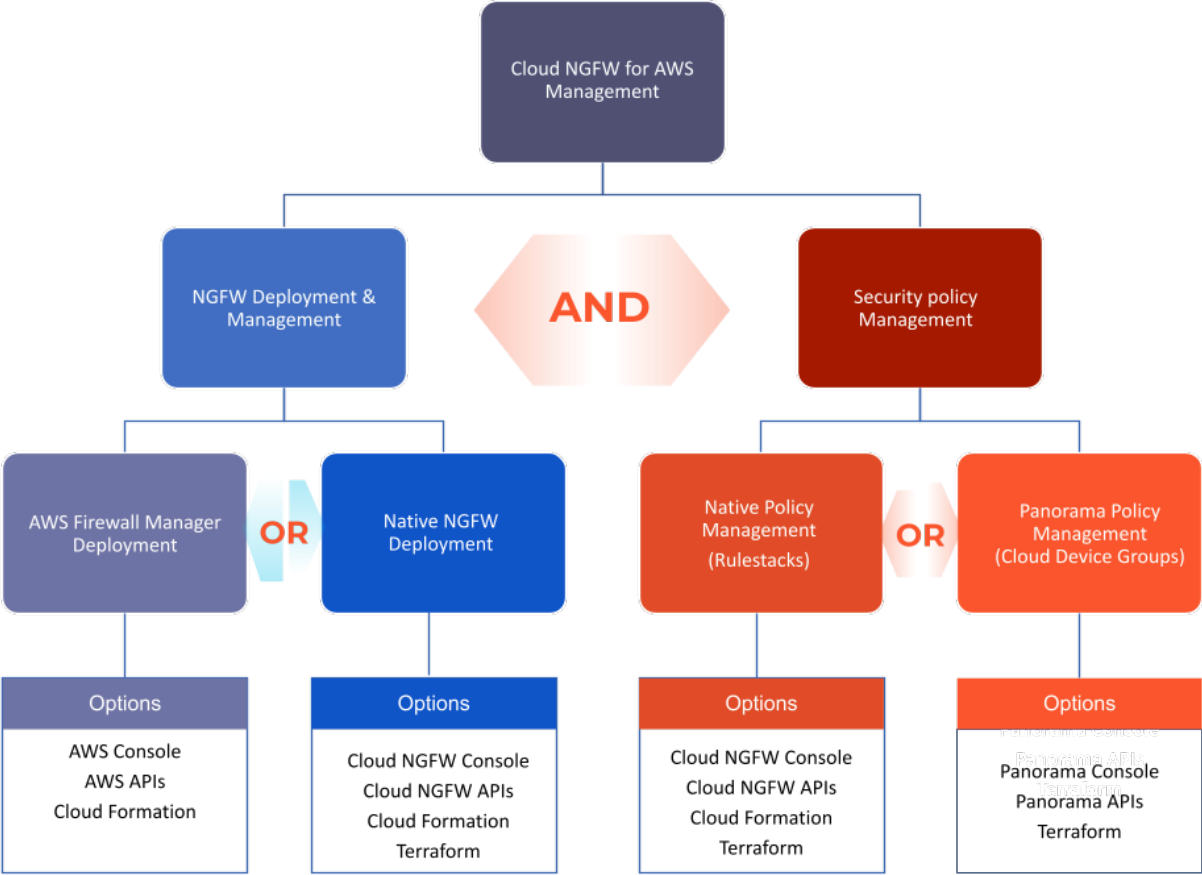 Cloud NGFW for AWS
Management
NGFW Deployment &
Management
AND
Security policy
Management
AWS Firewall Manager
Deployment
OR
Native NGFW
Deployment
Native Policy
Management
(Rulestacks)
OR
Panorama Policy
Management
(Cloud Device Groups)
Options
AWS Console
AWS APIs
Cloud Formation
Options
Cloud NGFW Console
Cloud NGFW APIs
Cloud Formation
Terraform
Options
Cloud NGFW Console
Cloud NGFW APIs
Cloud Formation
Terraform
Options
Panorama Console
Panorama APIs
Terraform